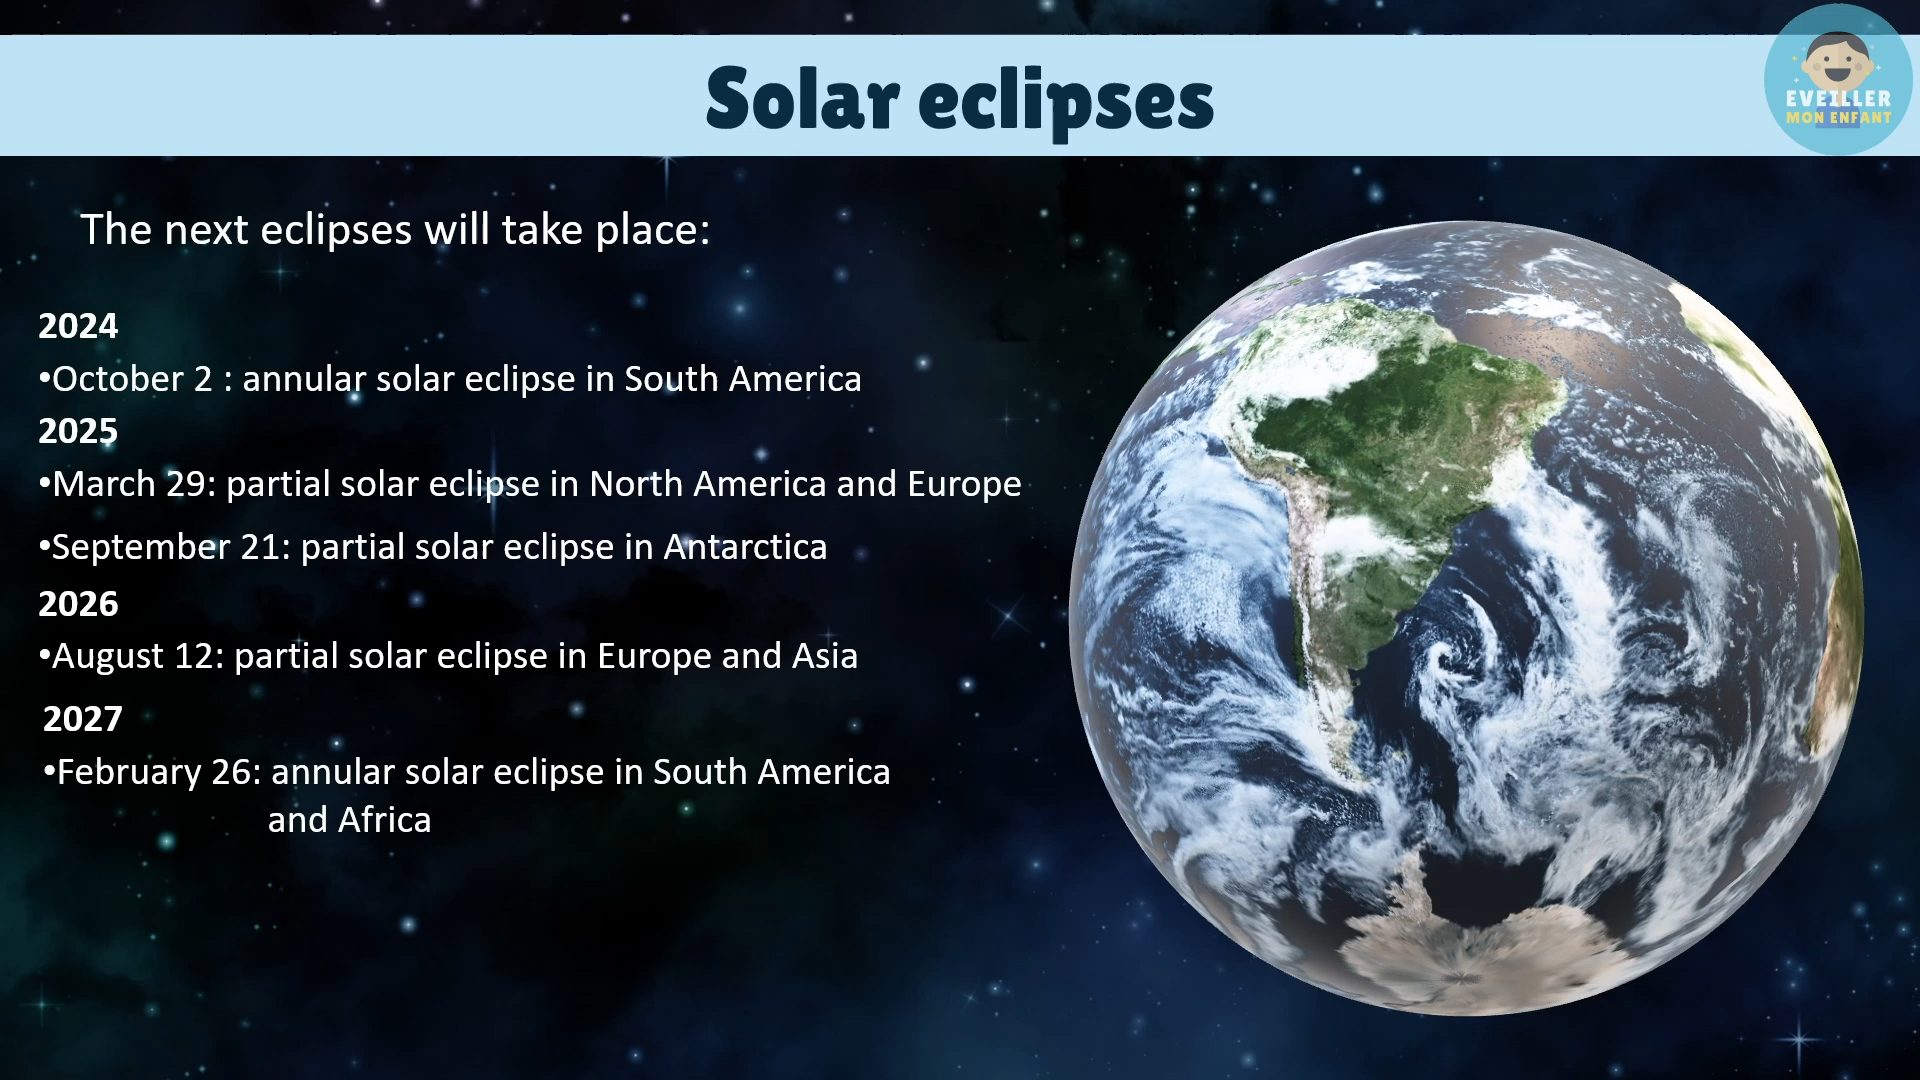 Solar eclipses
EVEILLER
MON ENFANT
The next eclipses will take place:
2024
•October 2 : annular solar eclipse in South America
2025
•March 29: partial solar eclipse in North America and Europe
•September 21: partial solar eclipse in Antarctica
2026
•August 12: partial solar eclipse in Europe and Asia
2027
•February 26: annular solar eclipse in South America
and Africa